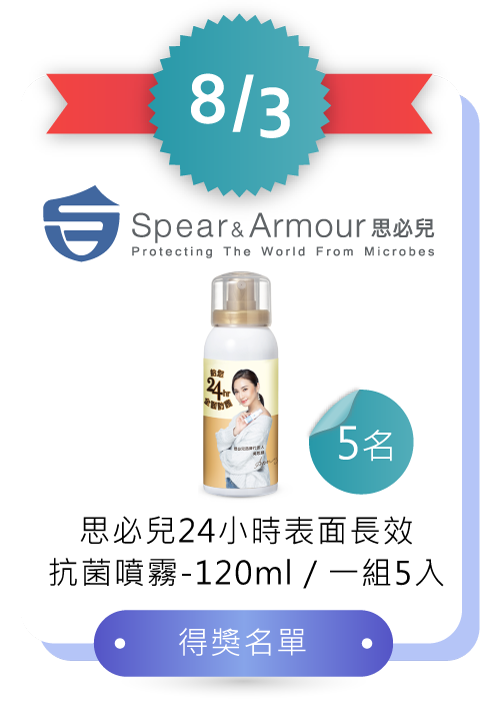 8/3
Spear & Armour 思必兒
Protecting The World From Microbes
24hr
5名
思必兒24小時表面長效
抗菌噴霧-120ml / 一組5入
得獎名單